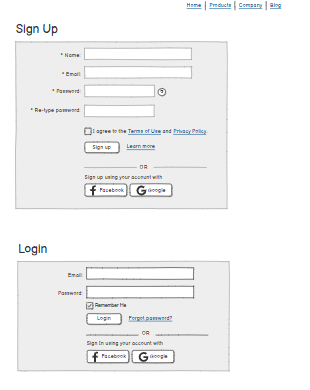 Home | Products | Company | Blog
Sign Up
* Name:
* Email:
* Password: ?
* Re-type password:
I agree to the Terms of Use and Privacy Policy
Sign up Learn more
OR
Sign up using your account with
Facebook Google
Login
Email:
Password:
Remember Me
Login Forgot password?
OR
Sign In using your account with
Facebook Google